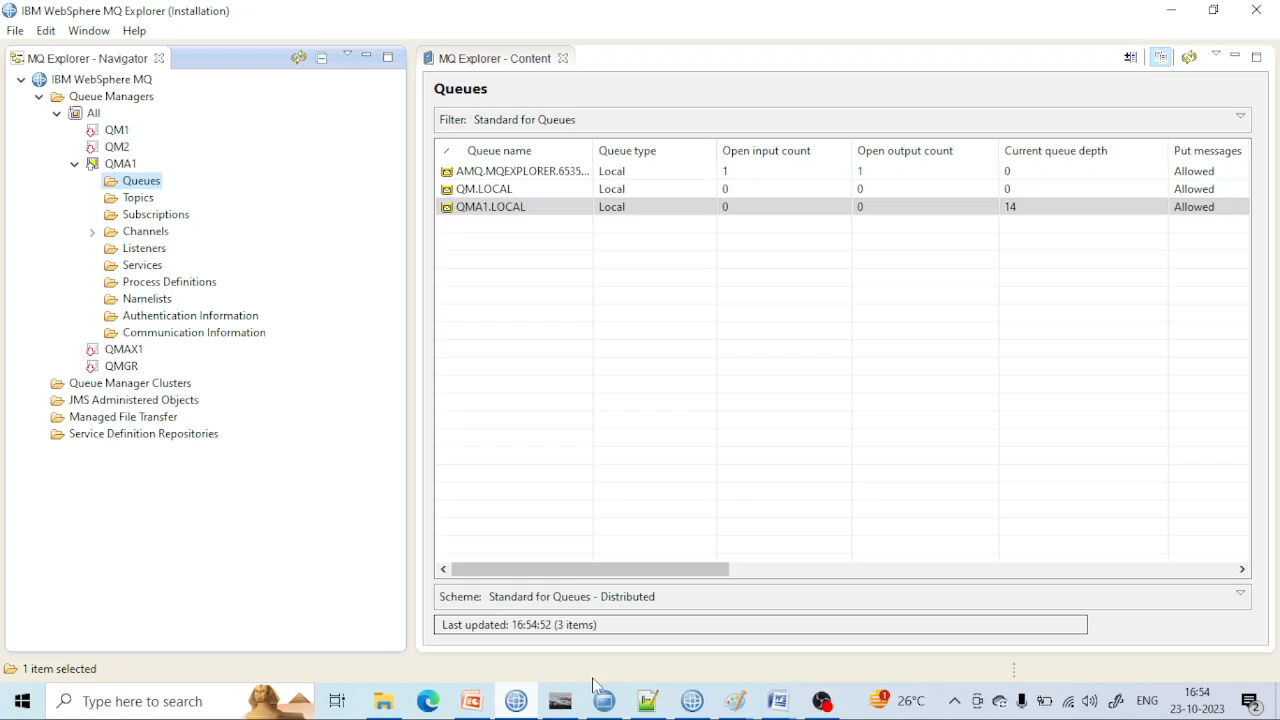 IBM WebSphere MQ Explorer (Installation)
File Edit Window Help
MQ Explorer - Navigator
IBM WebSphere MQ
Queue Managers
All
QM1
QM2
QMA1
Queues
Topics
Subscriptions
Channels
Listeners
Services
Process Definitions
Namelists
Authentication Information
Communication Information
QMAX1
QMGR
Queue Manager Clusters
JMS Administered Objects
Managed File Transfer
Service Definition Repositories
MQ Explorer - Content
Queues
Filter: Standard for Queues
Queue name Queue type Open input count Open output count Current queue depth Put messages
AMQ.MQEXPLORER.6535... Local 1 1 0 Allowed
QM.LOCAL Local 0 0 0 Allowed
QMA1.LOCAL Local 0 0 14 Allowed
Scheme: Standard for Queues - Distributed
Last updated: 16:54:52 (3 items)
1 item selected
Type here to search
1 26°C ENG 16:54
23-10-2023 2